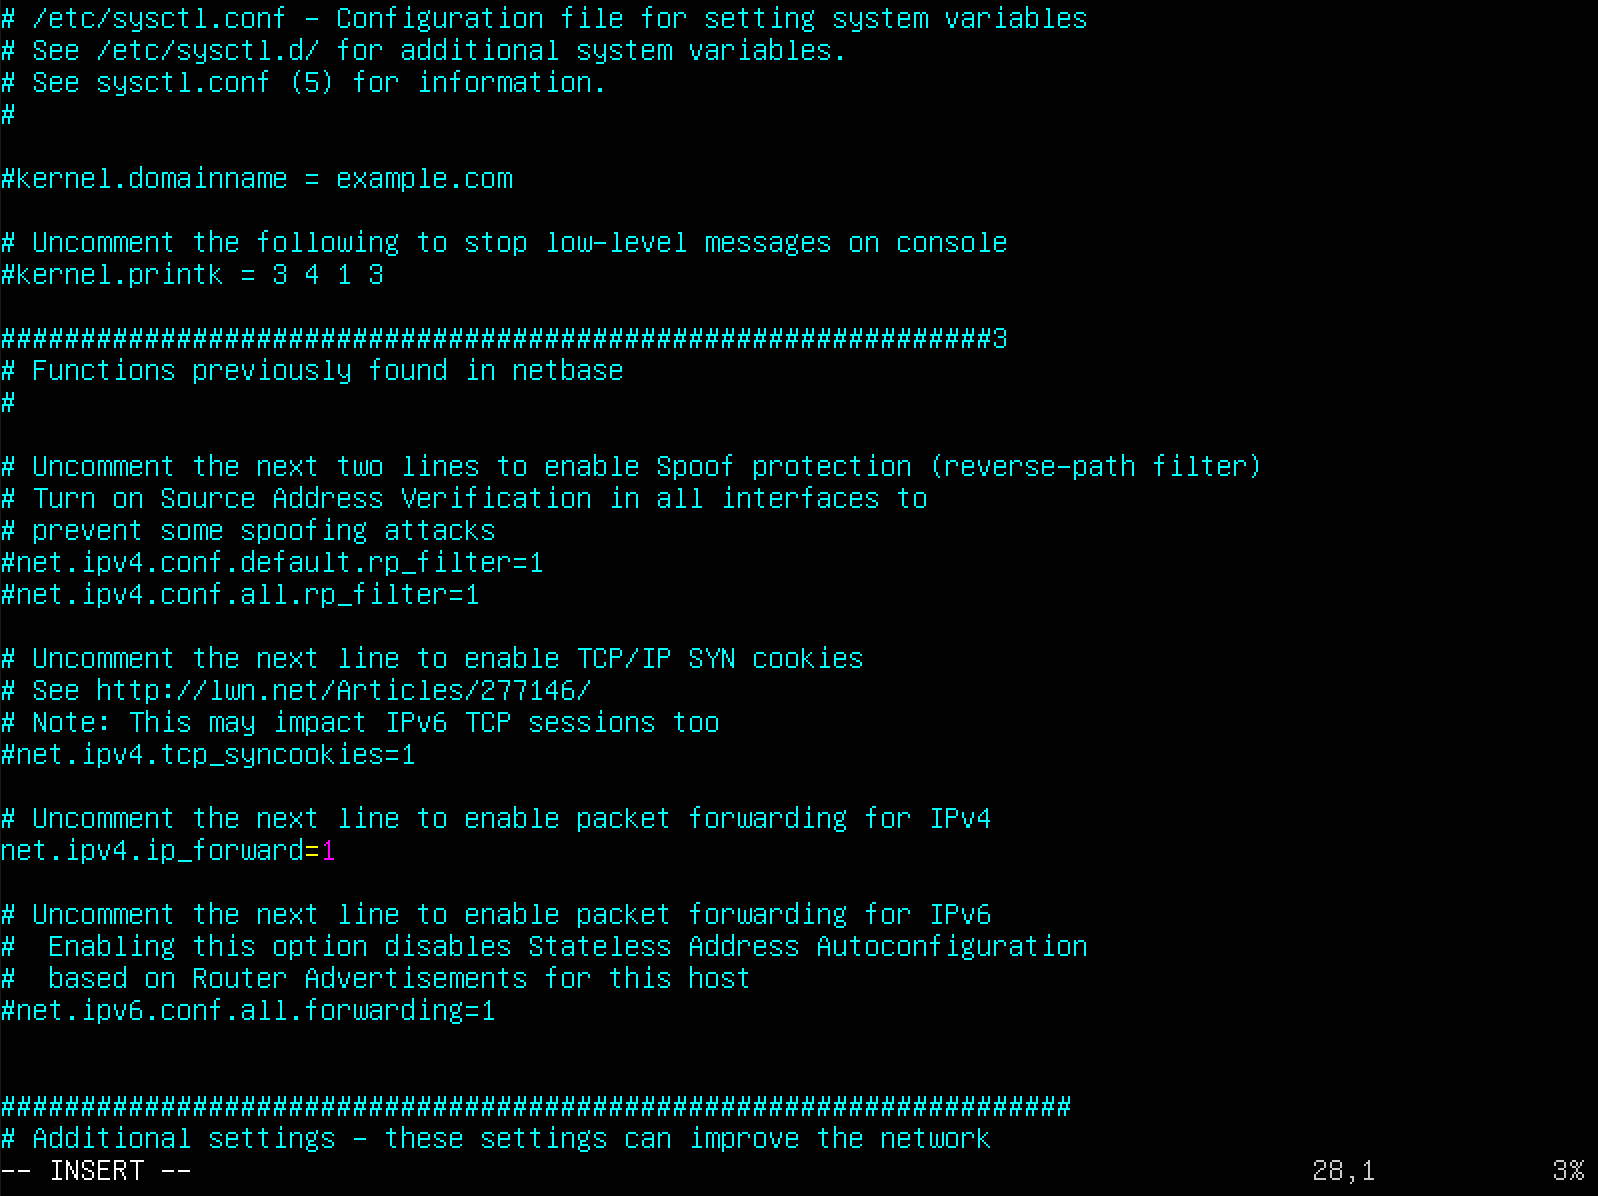 # /etc/sysctl.conf - Configuration file for setting system variables
# See /etc/sysctl.d/ for additional system variables.
# See sysctl.conf (5) for information.
#
#kernel.domainname = example.com
# Uncomment the following to stop low-level messages on console
#kernel.printk = 3 4 1 3
##############################################################3
# Functions previously found in netbase
#
# Uncomment the next two lines to enable Spoof protection (reverse-path filter)
# Turn on Source Address Verification in all interfaces to
# prevent some spoofing attacks
#net.ipv4.conf.default.rp_filter=1
#net.ipv4.conf.all.rp_filter=1
# Uncomment the next line to enable TCP/IP SYN cookies
# See http://lwn.net/Articles/277146/
# Note: This may impact IPv6 TCP sessions too
#net.ipv4.tcp_syncookies=1
# Uncomment the next line to enable packet forwarding for IPv4
net.ipv4.ip_forward=1
# Uncomment the next line to enable packet forwarding for IPv6
#  Enabling this option disables Stateless Address Autoconfiguration
#  based on Router Advertisements for this host
#net.ipv6.conf.all.forwarding=1
###################################################################
# Additional settings - these settings can improve the network
-- INSERT -- 28,1 3%